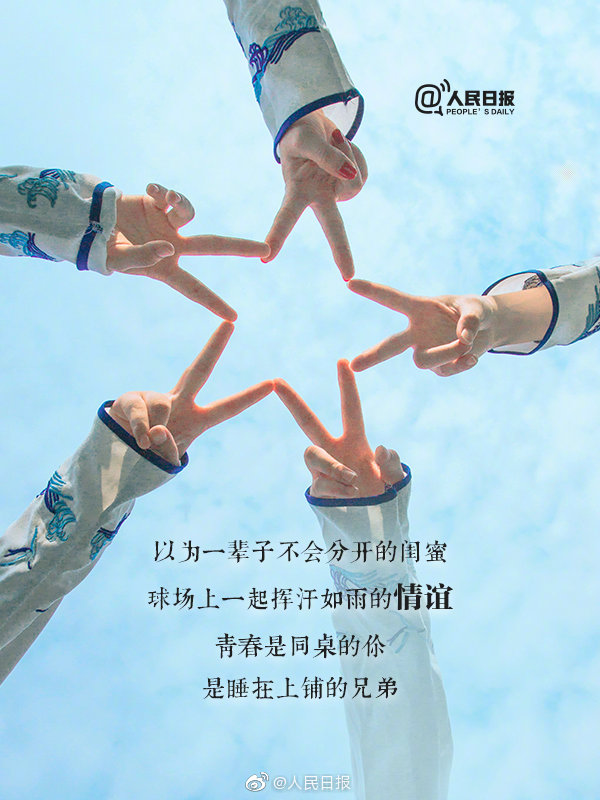 @人民日报
PEOPLE'S DAILY
以为一辈子不会分开的闺蜜
球场上一起挥汗如雨的情谊
青春是同桌的你
是睡在上铺的兄弟
@人民日报